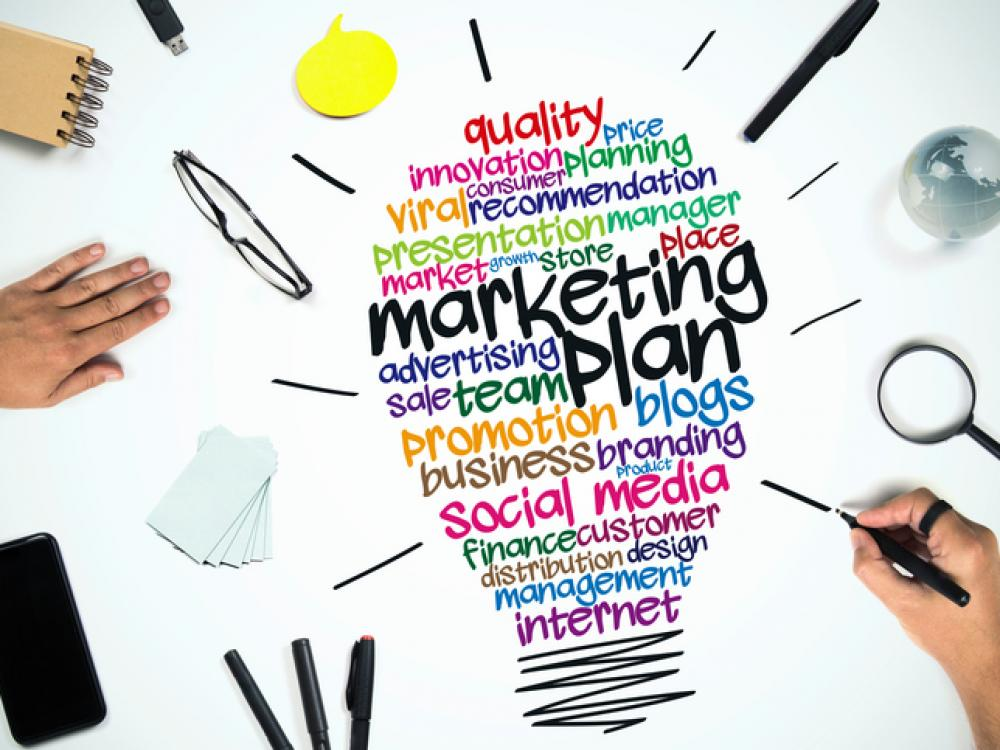 quality price
innovation planning
consumer
viral recommendation
presentation manager
market growth store place
marketing
plan
advertising
sale team
promotion blogs
business branding
product
social media
finance customer
distribution design
management
internet